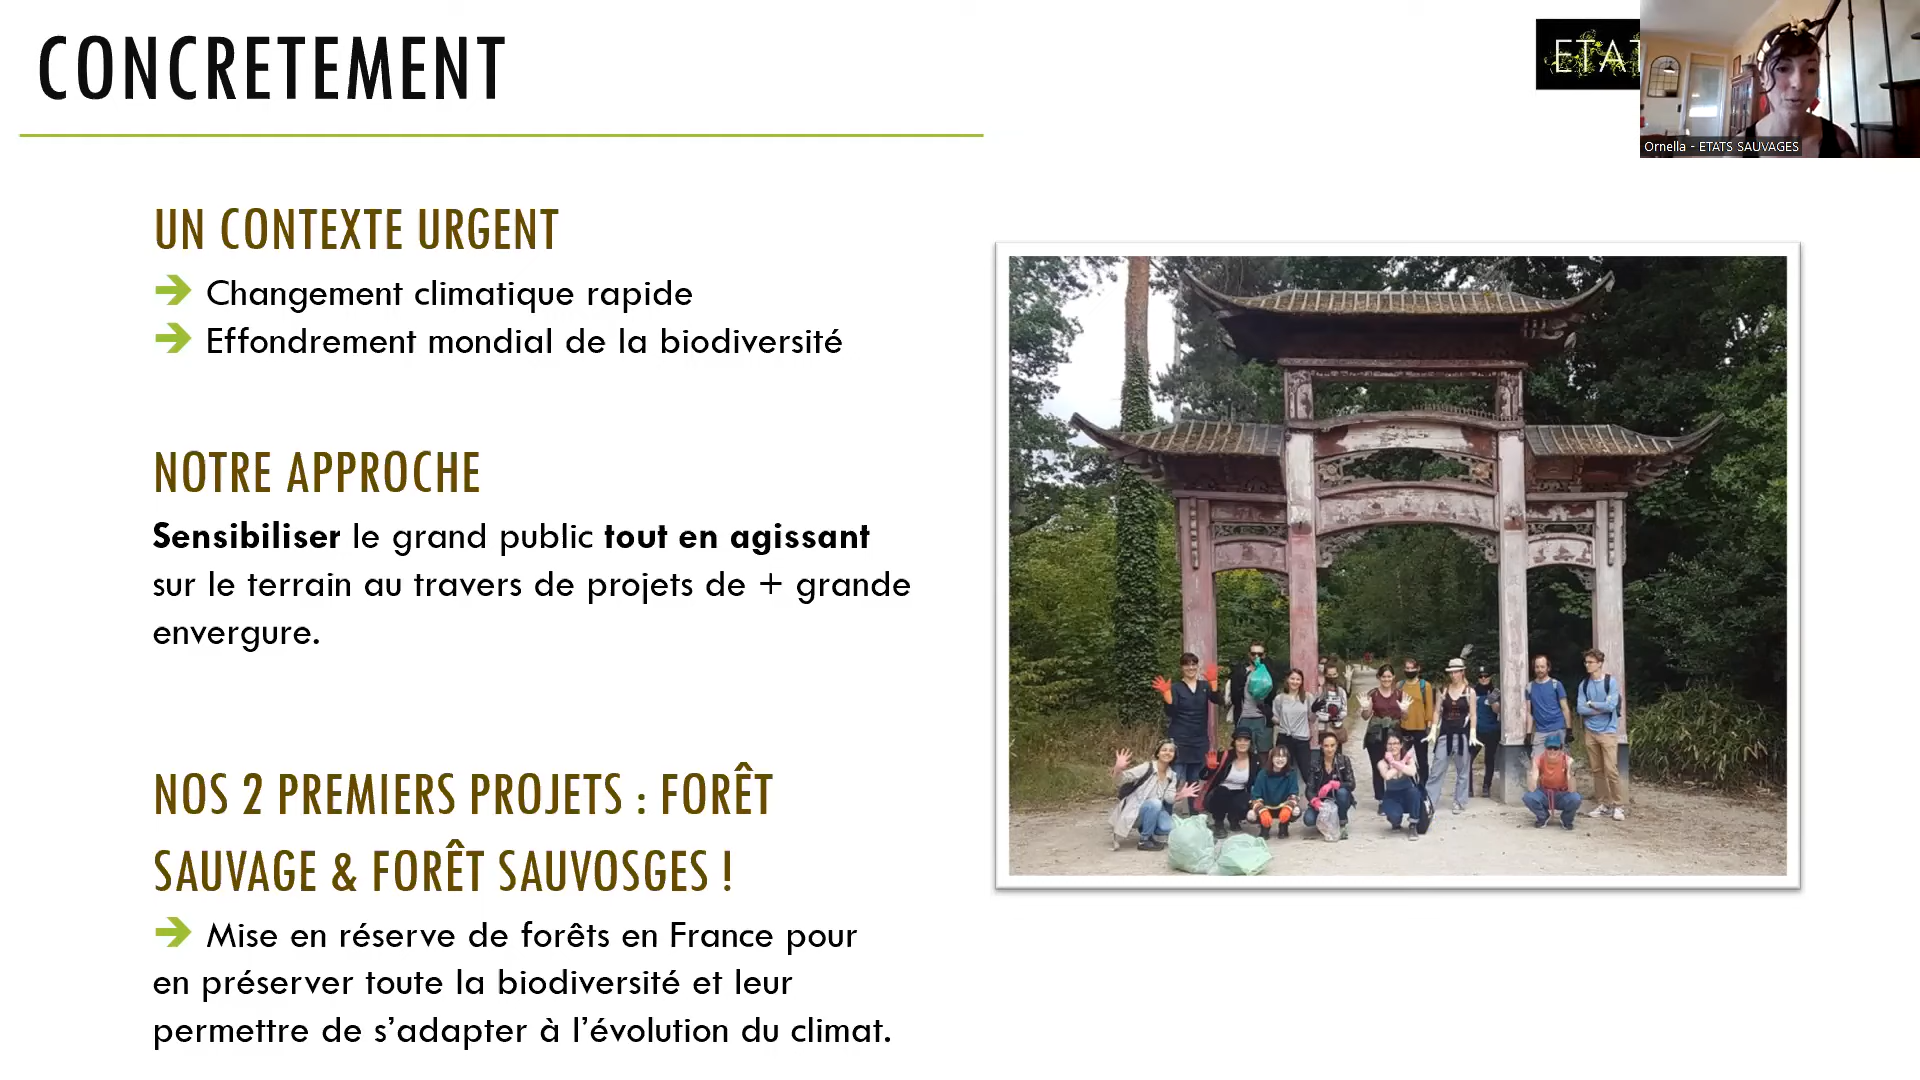 CONCRETEMENT
ETAT
Ornella - ETATS SAUVAGES
UN CONTEXTE URGENT
➔ Changement climatique rapide
➔ Effondrement mondial de la biodiversité
NOTRE APPROCHE
Sensibiliser le grand public tout en agissant
sur le terrain au travers de projets de + grande
envergure.
NOS 2 PREMIERS PROJETS : FORÊT
SAUVAGE & FORÊT SAUVOSGES !
➔ Mise en réserve de forêts en France pour
en préserver toute la biodiversité et leur
permettre de s’adapter à l’évolution du climat.